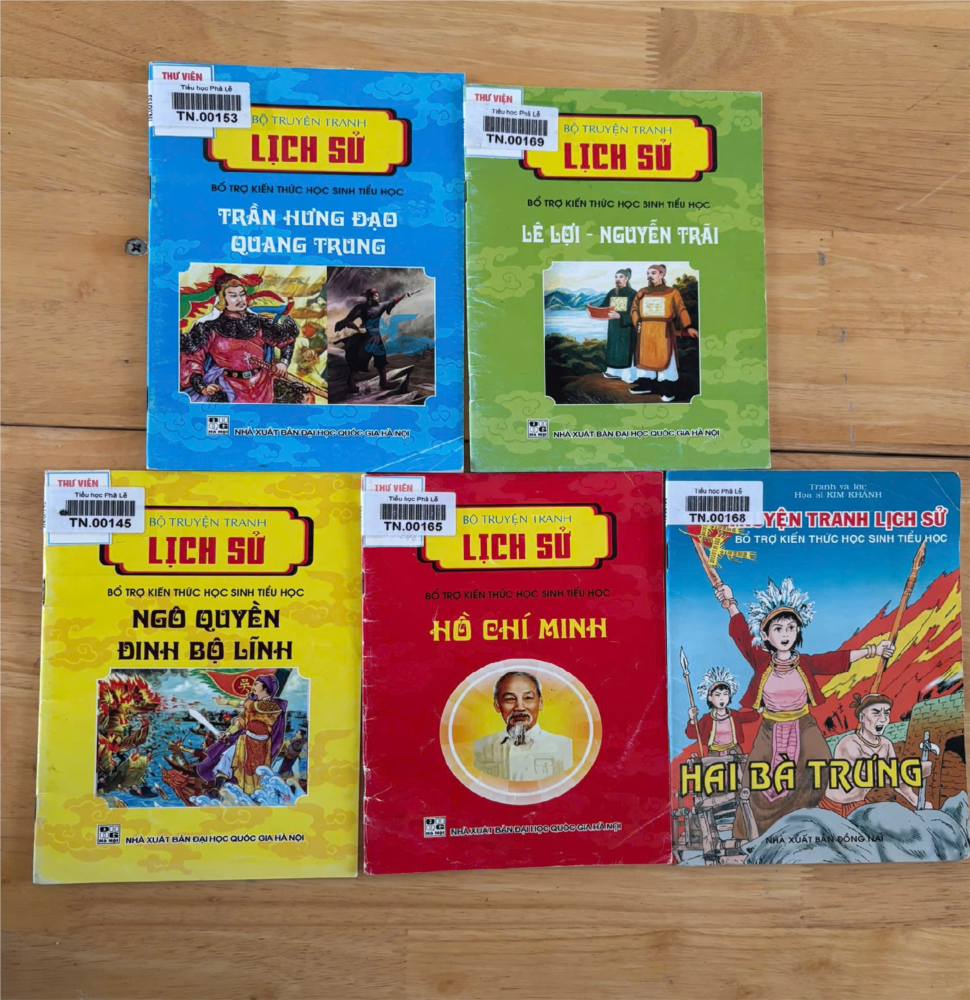 THƯ VIỆN
Tiểu học Phả Lễ
TN.00153
BỘ TRUYỆN TRANH
LỊCH SỬ
BỔ TRỢ KIẾN THỨC HỌC SINH TIỂU HỌC
TRẦN HƯNG ĐẠO
QUANG TRUNG
NHÀ XUẤT BẢN ĐẠI HỌC QUỐC GIA HÀ NỘI
THƯ VIỆN
Tiểu học Phả Lễ
TN.00169
BỘ TRUYỆN TRANH
LỊCH SỬ
BỔ TRỢ KIẾN THỨC HỌC SINH TIỂU HỌC
LÊ LỢI - NGUYỄN TRÃI
NHÀ XUẤT BẢN ĐẠI HỌC QUỐC GIA HÀ NỘI
THƯ VIỆN
Tiểu học Phả Lễ
TN.00145
BỘ TRUYỆN TRANH
LỊCH SỬ
BỔ TRỢ KIẾN THỨC HỌC SINH TIỂU HỌC
NGÔ QUYỀN
ĐINH BỘ LĨNH
NHÀ XUẤT BẢN ĐẠI HỌC QUỐC GIA HÀ NỘI
THƯ VIỆN
Tiểu học Phả Lễ
TN.00165
BỘ TRUYỆN TRANH
LỊCH SỬ
BỔ TRỢ KIẾN THỨC HỌC SINH TIỂU HỌC
HỒ CHÍ MINH
NHÀ XUẤT BẢN ĐẠI HỌC QUỐC GIA HÀ NỘI
Tiểu học Phả Lễ
TN.00168
Tranh và lời:
Họa sĩ KIM KHÁNH
TRUYỆN TRANH LỊCH SỬ
BỔ TRỢ KIẾN THỨC HỌC SINH TIỂU HỌC
HAI BÀ TRƯNG
NHÀ XUẤT BẢN ĐỒNG NAI